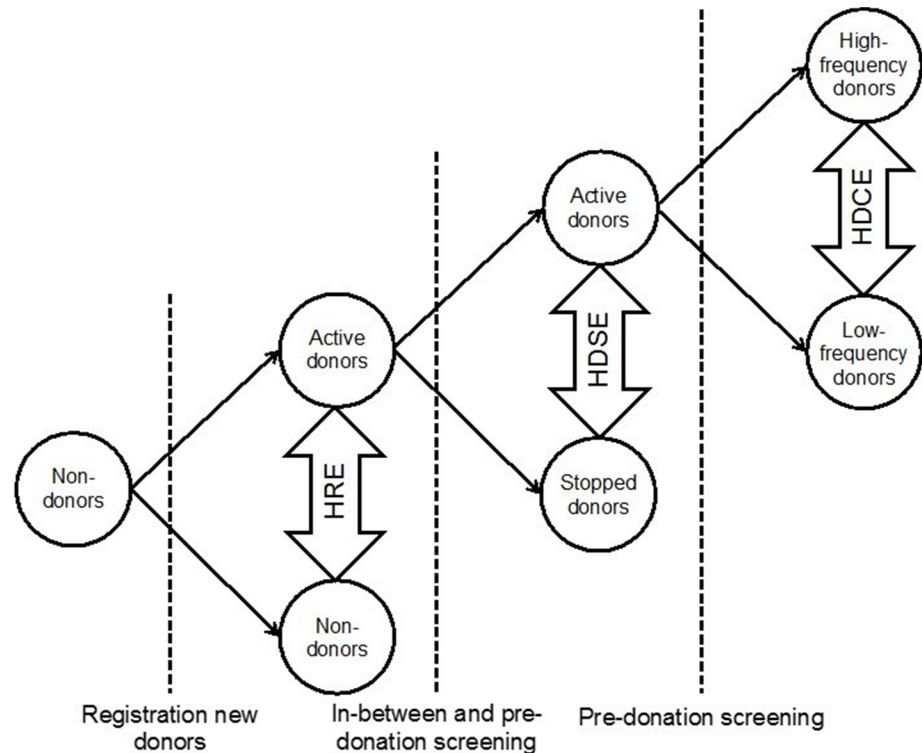 High-
frequency
donors
HDCE
Active
donors
Low-
frequency
donors
Active
donors
HDSE
Non-
donors
HRE
Stopped
donors
Non-
donors
Registration new
donors
In-between and pre-
donation screening
Pre-donation screening